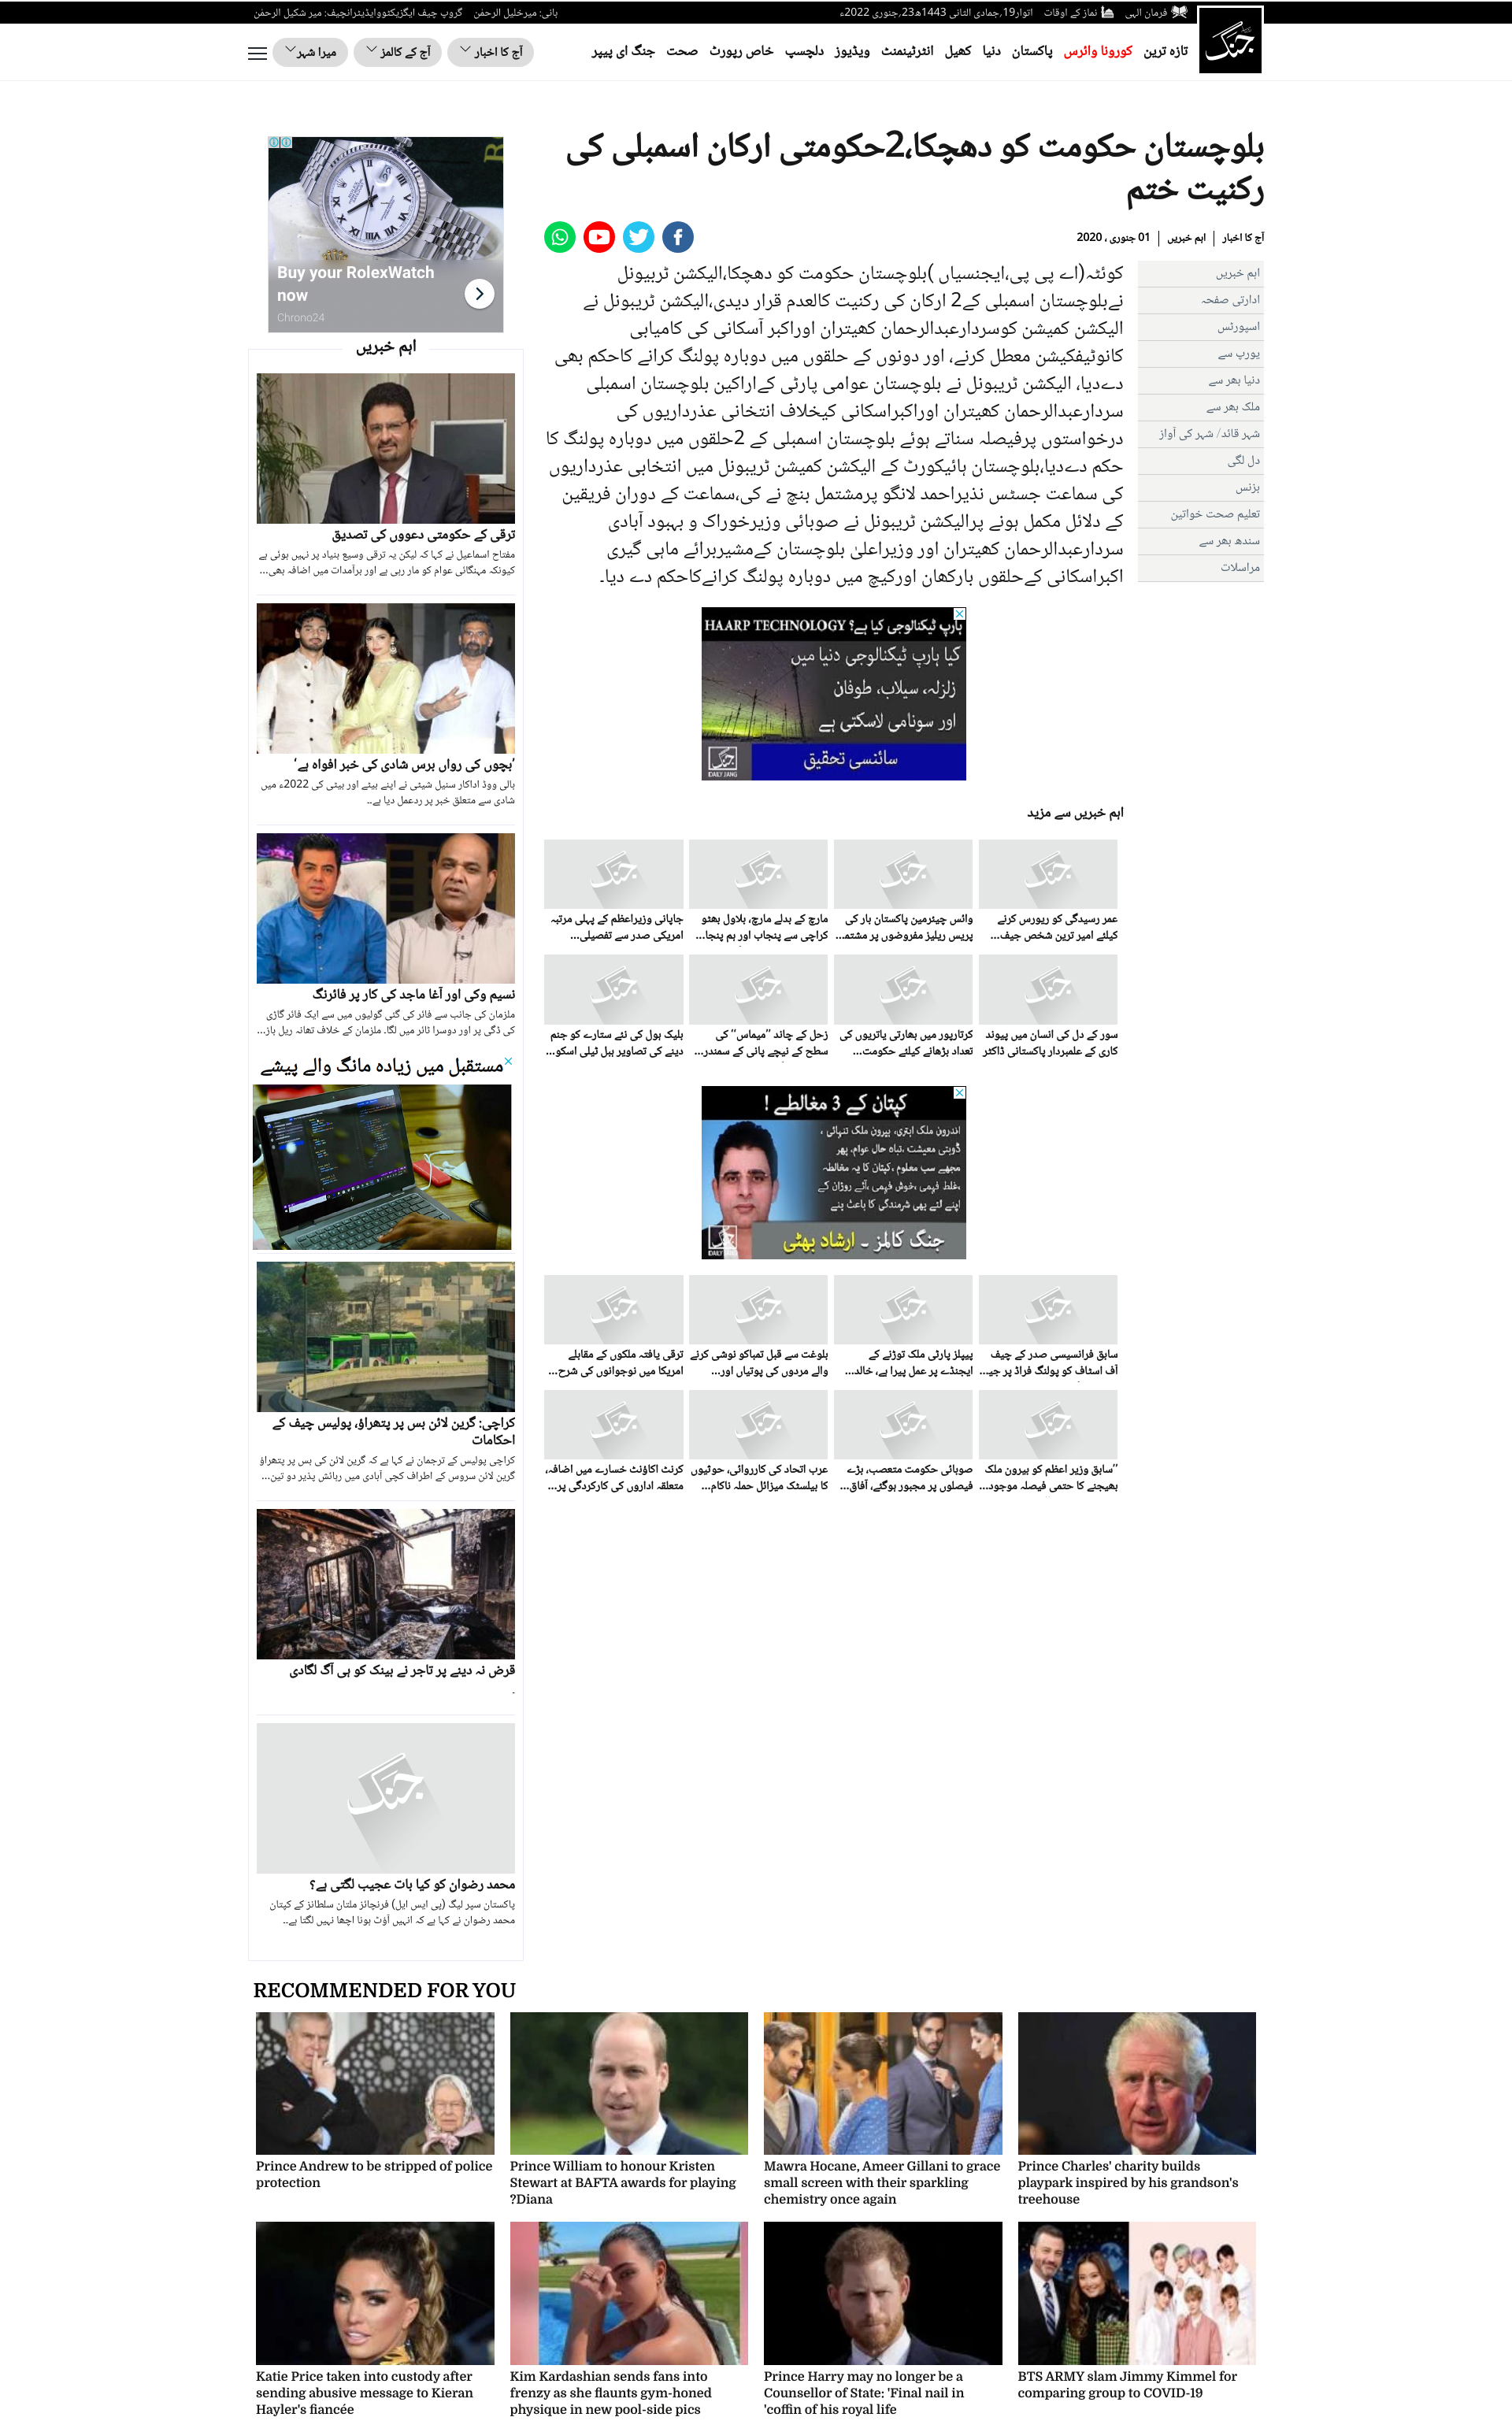 فرمان الہی نماز کے اوقات اتوار19؍جمادی الثانی 1443ھ23؍جنوری 2022ء
بانی: میرخلیل الرحمٰن گروپ چیف ایگزیکٹووایڈیٹرانچیف: میر شکیل الرحمٰن
جنگ
تازہ ترین کورونا وائرس پاکستان دنیا کھیل انٹرٹینمنٹ ویڈیوز دلچسپ خاص رپورٹ صحت جنگ ای پیپر
آج کا اخبار آج کے کالمز میرا شہر
بلوچستان حکومت کو دھچکا،2حکومتی ارکان اسمبلی کی
رکنیت ختم
آج کا اخبار | اہم خبریں | 01 جنوری ، 2020
اہم خبریں
ادارتی صفحہ
اسپورٹس
یورپ سے
دنیا بھر سے
ملک بھر سے
شہر قائد/ شہر کی آواز
دل لگی
بزنس
تعلیم صحت خواتین
سندھ بھر سے
مراسلات
کوئٹہ(اے پی پی،ایجنسیاں )بلوچستان حکومت کو دھچکا،الیکشن ٹربیونل
نےبلوچستان اسمبلی کے2 ارکان کی رکنیت کالعدم قرار دیدی،الیکشن ٹریبونل نے
الیکشن کمیشن کوسردارعبدالرحمان کھیتران اوراکبر آسکانی کی کامیابی
کانوٹیفکیشن معطل کرنے، اور دونوں کے حلقوں میں دوبارہ پولنگ کرانے کاحکم بھی
دےدیا، الیکشن ٹریبونل نے بلوچستان عوامی پارٹی کےاراکین بلوچستان اسمبلی
سردارعبدالرحمان کھیتران اوراکبراسکانی کیخلاف انتخانی عذرداریوں کی
درخواستوں پرفیصلہ سناتے ہوئے بلوچستان اسمبلی کے 2حلقوں میں دوبارہ پولنگ کا
حکم دےدیا،بلوچستان ہائیکورٹ کے الیکشن کمیشن ٹریبونل میں انتخابی عذرداریوں
کی سماعت جسٹس نذیراحمد لانگو پرمشتمل بنچ نے کی،سماعت کے دوران فریقین
کے دلائل مکمل ہونے پرالیکشن ٹریبونل نے صوبائی وزیرخوراک و بہبود آبادی
سردارعبدالرحمان کھیتران اور وزیراعلیٰ بلوچستان کےمشیربرائے ماہی گیری
اکبراسکانی کےحلقوں بارکھان اورکیچ میں دوبارہ پولنگ کرانےکاحکم دے دیا۔
ہارپ ٹیکنالوجی کیا ہے؟ HAARP TECHNOLOGY
کیا ہارپ ٹیکنالوجی دنیا میں
زلزلہ، سیلاب، طوفان
اور سونامی لاسکتی ہے
سائنسی تحقیق
جنگ
DAILY JANG
اہم خبریں سے مزید
عمر رسیدگی کو ریورس کرنے
کیلئے امیر ترین شخص جیف...
وائس چیئرمین پاکستان بار کی
پریس ریلیز مفروضوں پر مشتمـ...
مارچ کے بدلے مارچ، بلاول بھٹو
کراچی سے پنجاب اور ہم پنجا...
جاپانی وزیراعظم کے پہلی مرتبہ
امریکی صدر سے تفصیلی...
سور کے دل کی انسان میں پیوند
کاری کے علمبردار پاکستانی ڈاکٹر
کرتارپور میں بھارتی یاتریوں کی
تعداد بڑھانے کیلئے حکومت...
زحل کے چاند ’’میماس‘‘ کی
سطح کے نیچے پانی کے سمندر...
بلیک ہول کی نئے ستارے کو جنم
دینے کی تصاویر ہبل ٹیلی اسکو...
کپتان کے 3 مغالطے !
اندرون ملک ابتری، بیرون ملک تنہائی ،
ڈوبتی معیشت ،تباہ حال عوام، پھر
مجھے سب معلوم ،کپتان کا یہ مغالطہ
،غلط فہمی ،خوش فہمی ،آئے روزان کے
اپنے لئے بھی شرمندگی کا باعث بنے
جنگ کالمز ۔ ارشاد بھٹی
سابق فرانسیسی صدر کے چیف
آف اسٹاف کو پولنگ فراڈ پر جیـ...
پیپلز پارٹی ملک توڑنے کے
ایجنڈے پر عمل پیرا ہے، خالد...
بلوغت سے قبل تمباکو نوشی کرنے
والے مردوں کی پوتیاں اور...
ترقی یافتہ ملکوں کے مقابلے
امریکا میں نوجوانوں کی شرح...
’’سابق وزیر اعظم کو بیرون ملک
بھیجنے کا حتمی فیصلہ موجود...
صوبائی حکومت متعصب، بڑے
فیصلوں پر مجبور ہوگئے، آفاق...
عرب اتحاد کی کارروائی، حوثیوں
کا بیلسٹک میزائل حملہ ناکام...
کرنٹ اکاؤنٹ خسارے میں اضافہ،
متعلقہ اداروں کی کارکردگی پر...
Buy your RolexWatch
now
Chrono24
اہم خبریں
ترقی کے حکومتی دعووں کی تصدیق
مفتاح اسماعیل نے کہا کہ لیکن یہ ترقی وسیع بنیاد پر نہیں ہوئی ہے
کیونکہ مہنگائی عوام کو مار رہی ہے اور برآمدات میں اضافہ بھی...
’بچوں کی رواں برس شادی کی خبر افواہ ہے‘
بالی ووڈ اداکار سنیل شیٹی نے اپنے بیٹے اور بیٹی کی 2022ء میں
شادی سے متعلق خبر پر ردعمل دیا ہے۔
نسیم وکی اور آغا ماجد کی کار پر فائرنگ
ملزمان کی جانب سے فائر کی گئی گولیوں میں سے ایک فائر گاڑی
کی ڈگی پر اور دوسرا ٹائر میں لگا۔ ملزمان کے خلاف تھانہ ریل باز...
مستقبل میں زیادہ مانگ والے پیشے
کراچی: گرین لائن بس پر پتھراؤ، پولیس چیف کے
احکامات
کراچی پولیس کے ترجمان نے کہا ہے کہ گرین لائن کی بس پر پتھراؤ
گرین لائن سروس کے اطراف کچی آبادی میں رہائش پذیر دو تین...
قرض نہ دینے پر تاجر نے بینک کو ہی آگ لگادی
۔
محمد رضوان کو کیا بات عجیب لگتی ہے؟
پاکستان سپر لیگ (پی ایس ایل) فرنچائز ملتان سلطانز کے کپتان
محمد رضوان نے کہا ہے کہ انہیں آؤٹ ہونا اچھا نہیں لگتا ہے۔
RECOMMENDED FOR YOU
Prince Andrew to be stripped of police
protection
Prince William to honour Kristen
Stewart at BAFTA awards for playing
?Diana
Mawra Hocane, Ameer Gillani to grace
small screen with their sparkling
chemistry once again
Prince Charles' charity builds
playpark inspired by his grandson's
treehouse
Katie Price taken into custody after
sending abusive message to Kieran
Hayler's fiancée
Kim Kardashian sends fans into
frenzy as she flaunts gym-honed
physique in new pool-side pics
Prince Harry may no longer be a
Counsellor of State: 'Final nail in
'coffin of his royal life
BTS ARMY slam Jimmy Kimmel for
comparing group to COVID-19